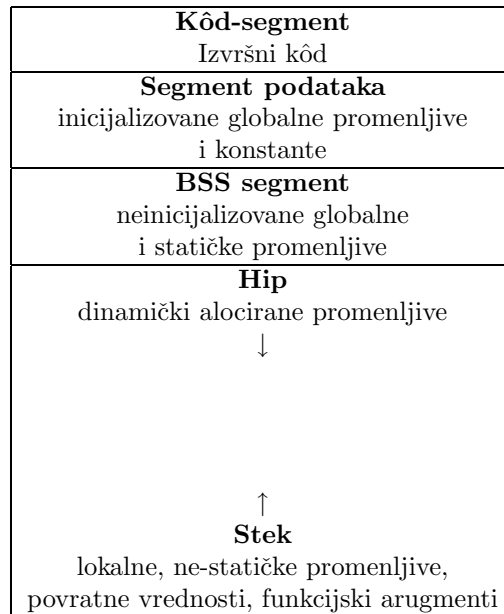 Kôd-segment
Izvršni kôd
Segment podataka
inicijalizovane globalne promenljive
i konstante
BSS segment
neinicijalizovane globalne
i statičke promenljive
Hip
dinamički alocirane promenljive
↓
↑
Stek
lokalne, ne-statičke promenljive,
povratne vrednosti, funkcijski arugmenti